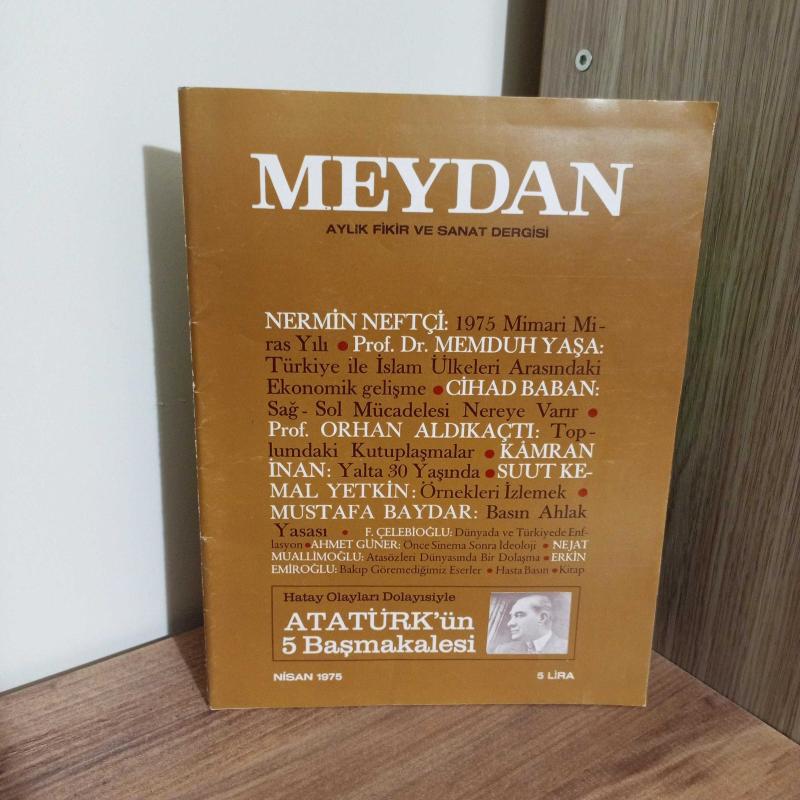 MEYDAN
AYLIK FİKİR VE SANAT DERGİSİ
NERMİN NEFTÇİ: 1975 Mimari Mi-
ras Yılı • Prof. Dr. MEMDUH YAŞA:
Türkiye ile İslam Ülkeleri Arasındaki
Ekonomik gelişme • CİHAD BABAN:
Sağ - Sol Mücadelesi Nereye Varır •
Prof. ORHAN ALDIKAÇTI: Top-
lumdaki Kutuplaşmalar • KÂMRAN
İNAN: Yalta 30 Yaşında • SUUT KE-
MAL YETKİN: Örnekleri İzlemek •
MUSTAFA BAYDAR: Basın Ahlak
Yasası • F. ÇELEBİOĞLU: Dünyada ve Türkiyede Enf-
lasyon • AHMET GÜNER: Önce Sinema Sonra İdeoloji • NEJAT
MUALLİMOĞLU: Atasözleri Dünyasında Bir Dolaşma • ERKİN
EMİROĞLU: Bakıp Göremediğimiz Eserler • Hasta Basın • Kitap
Hatay Olayları Dolayısiyle
ATATÜRK'ün
5 Başmakalesi
NİSAN 1975 5 LİRA